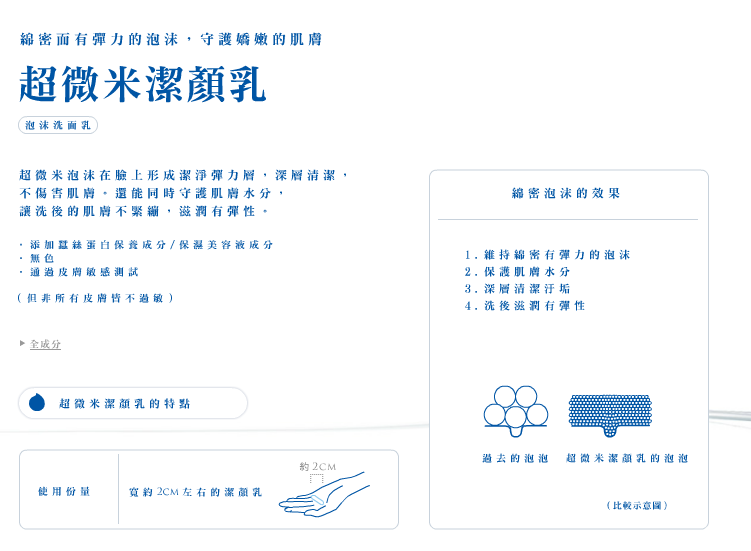 綿密而有彈力的泡沫，守護嬌嫩的肌膚
超微米潔顏乳
泡沫洗面乳
超微米泡沫在臉上形成潔淨彈力層，深層清潔，
不傷害肌膚。還能同時守護肌膚水分，
讓洗後的肌膚不緊繃，滋潤有彈性。
· 添加蠶絲蛋白保養成分/保濕美容液成分
· 無色
· 通過皮膚敏感測試
(但非所有皮膚皆不過敏)
▶ 全成分
超微米潔顏乳的特點
使用份量
寬約2CM左右的潔顏乳
約2CM
綿密泡沫的效果
1. 維持綿密有彈力的泡沫
2. 保護肌膚水分
3. 深層清潔汙垢
4. 洗後滋潤有彈性
過去的泡泡
超微米潔顏乳的泡泡
(比較示意圖)